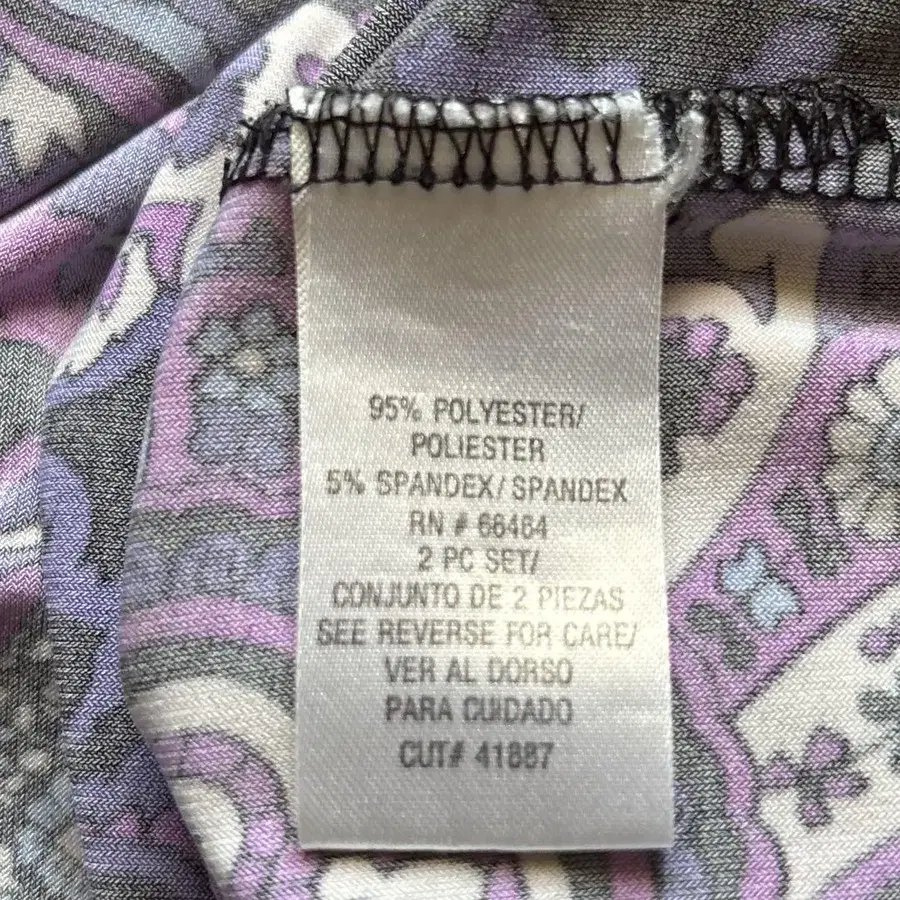 95% POLYESTER/
POLIESTER
5% SPANDEX/SPANDEX
RN # 66464
2 PC SET/
CONJUNTO DE 2 PIEZAS
SEE REVERSE FOR CARE/
VER AL DORSO
PARA CUIDADO
CUT# 41887